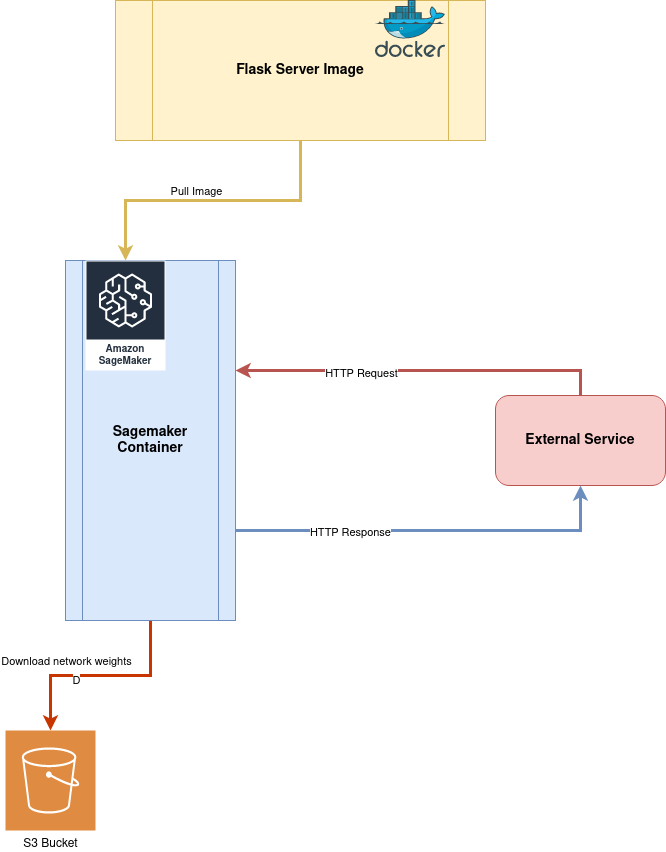 docker
Flask Server Image
Pull Image
Amazon
SageMaker
HTTP Request
Sagemaker
Container
External Service
HTTP Response
Download network weights
D
S3 Bucket